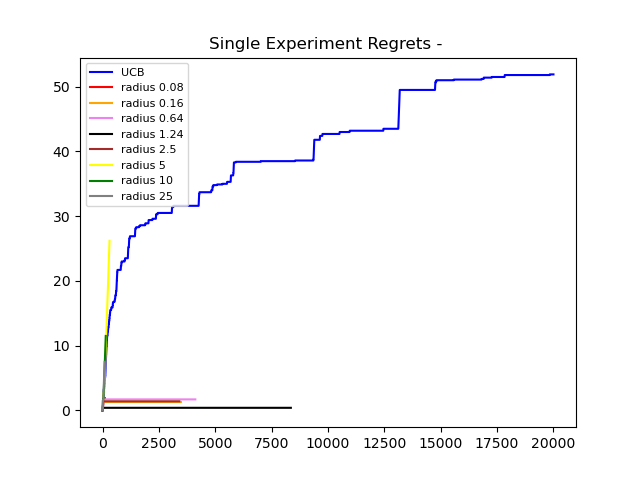 Single Experiment Regrets -
UCB
radius 0.08
radius 0.16
radius 0.64
radius 1.24
radius 2.5
radius 5
radius 10
radius 25
50
40
30
20
10
0
0 2500 5000 7500 10000 12500 15000 17500 20000